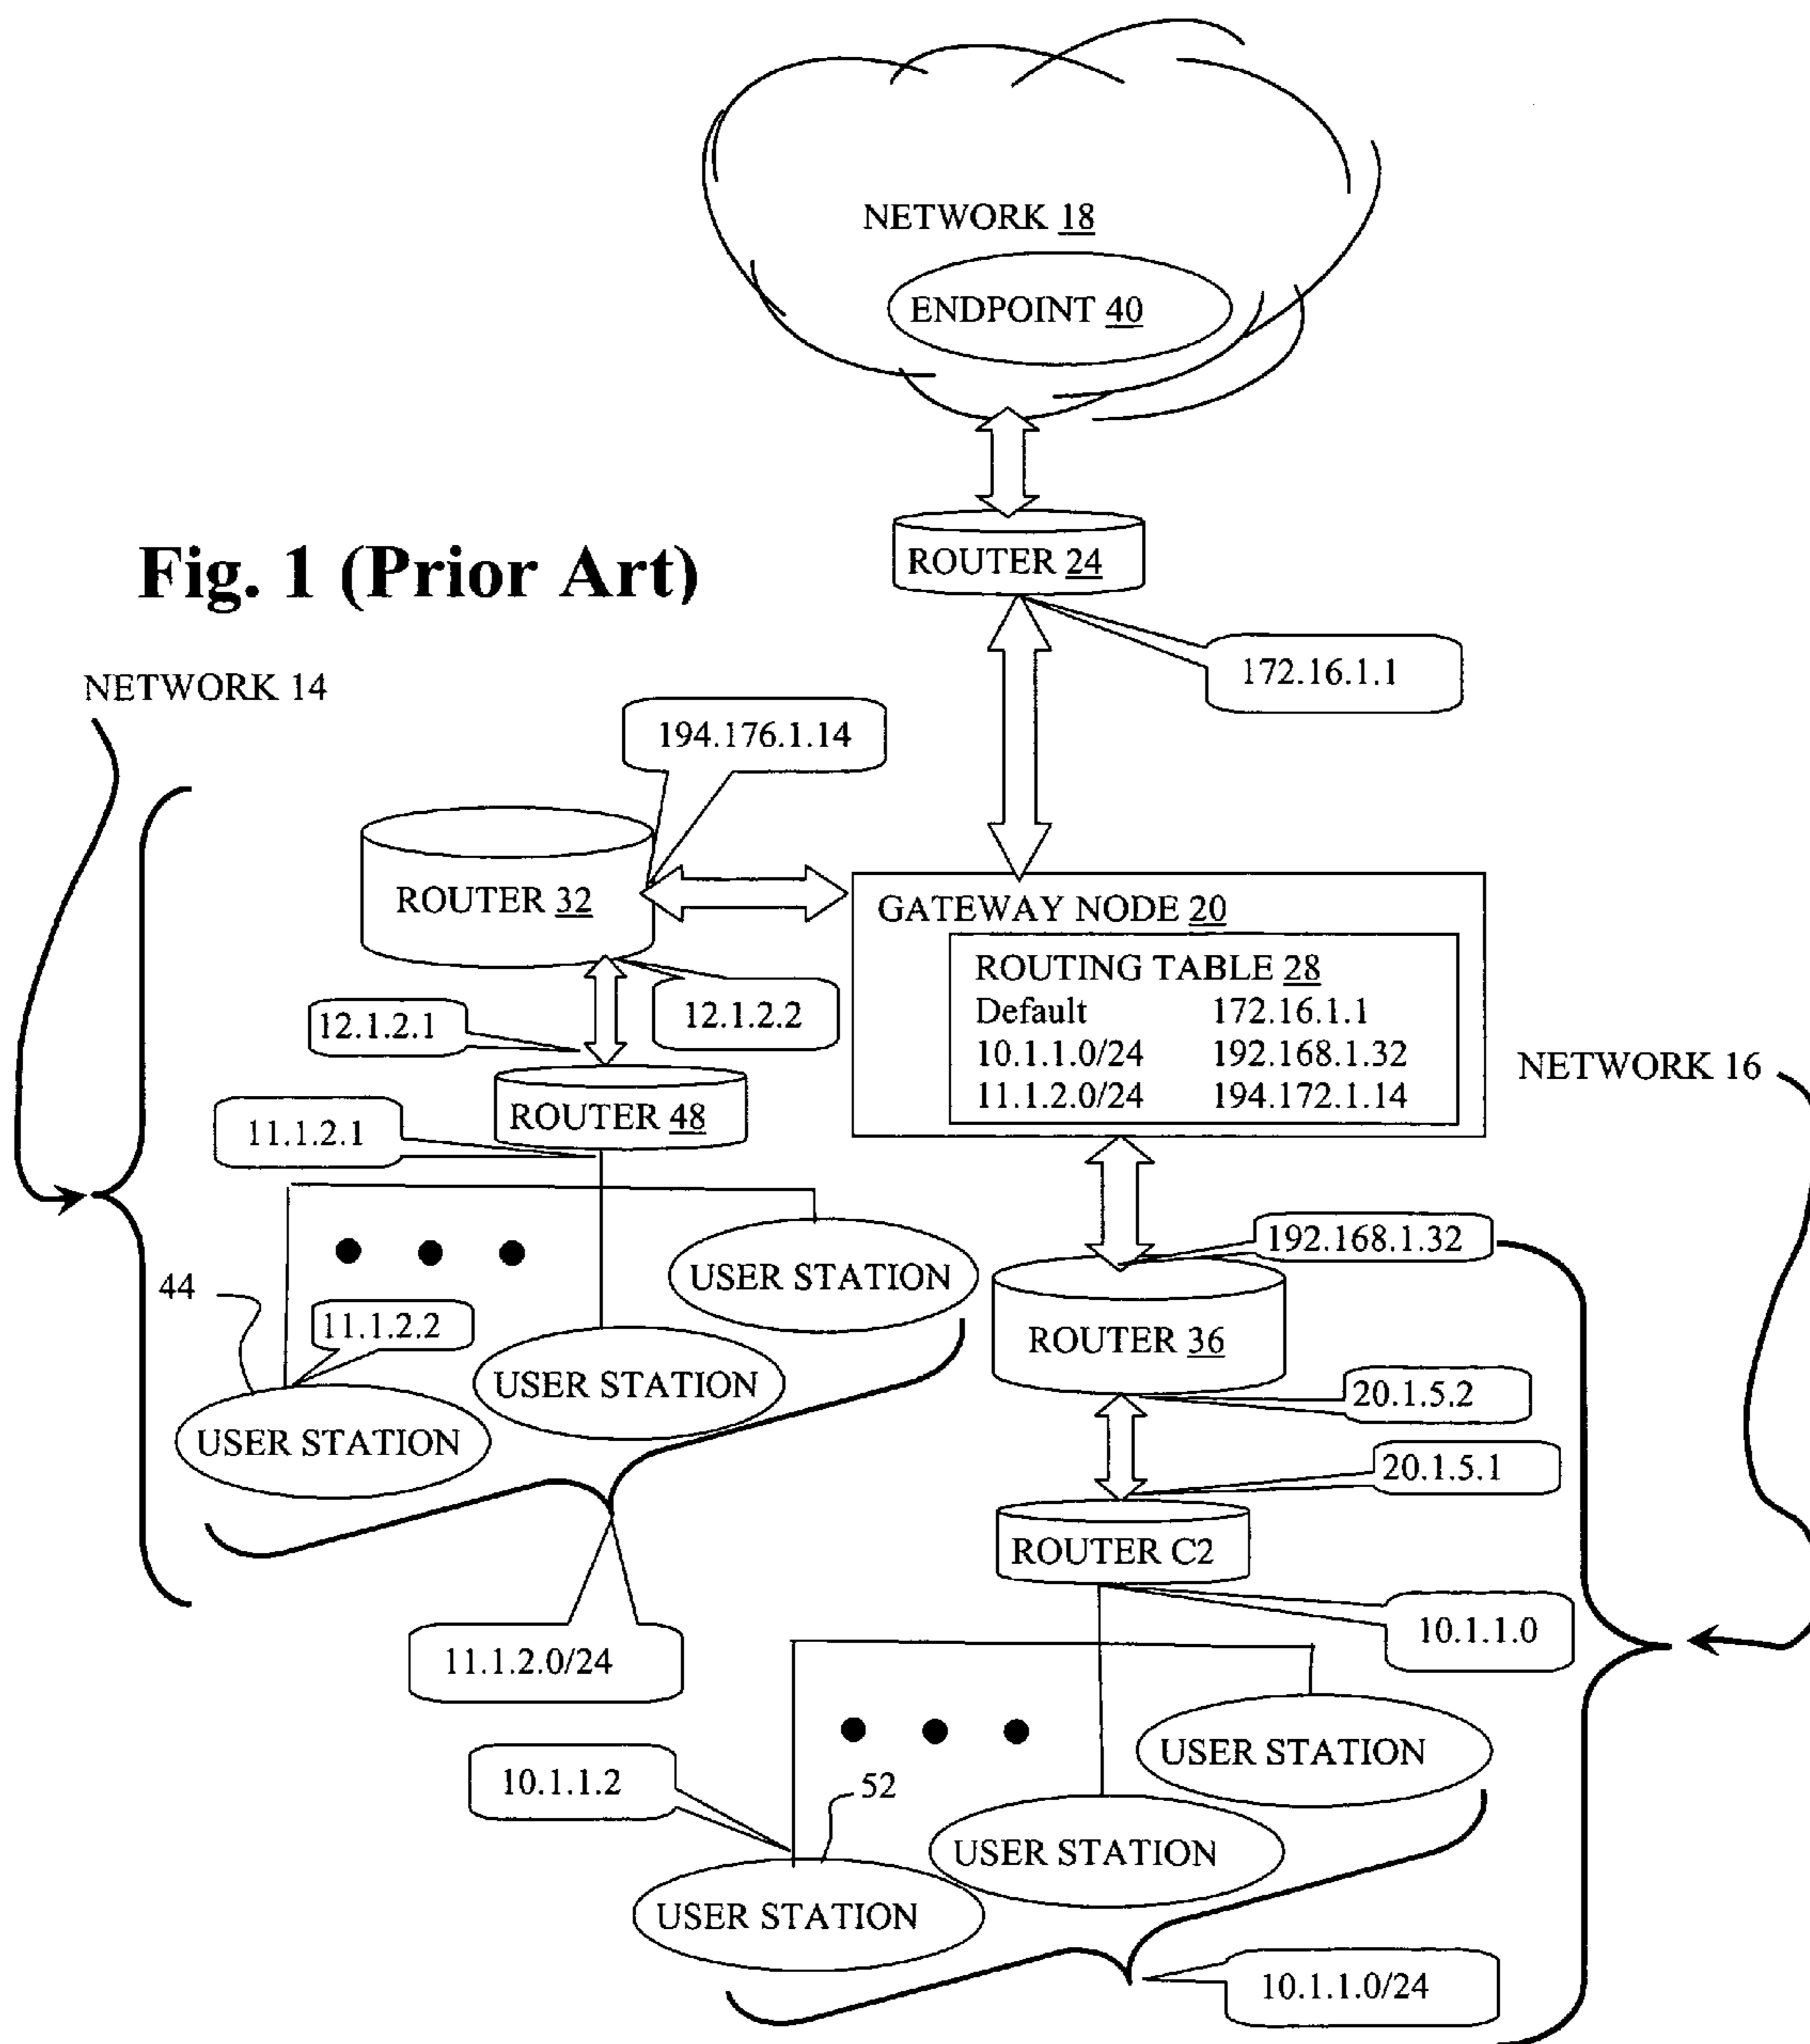 NETWORK 18
ENDPOINT 40
Fig. 1 (Prior Art)
ROUTER 24
172.16.1.1
NETWORK 14
194.176.1.14
ROUTER 32
GATEWAY NODE 20
ROUTING TABLE 28
Default 172.16.1.1
10.1.1.0/24 192.168.1.32
11.1.2.0/24 194.172.1.14
12.1.2.1
12.1.2.2
NETWORK 16
ROUTER 48
11.1.2.1
192.168.1.32
USER STATION
44
11.1.2.2
ROUTER 36
USER STATION
20.1.5.2
USER STATION
20.1.5.1
ROUTER C2
10.1.1.0
11.1.2.0/24
USER STATION
10.1.1.2
52
USER STATION
USER STATION
10.1.1.0/24